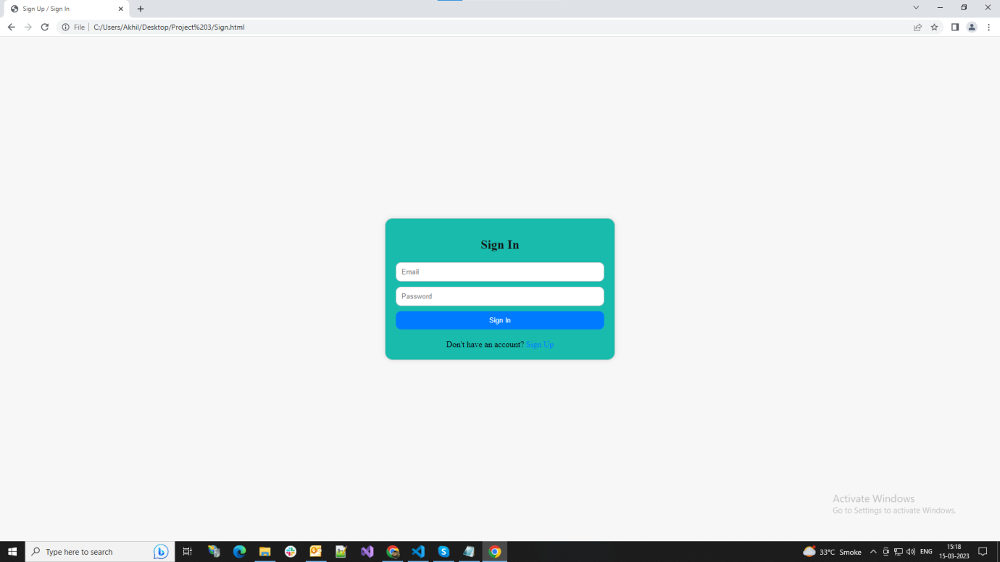 Sign Up / Sign In
File
C:/Users/Akhil/Desktop/Project%203/Sign.html
Sign In
Email
Password
Sign In
Don't have an account? Sign Up
Activate Windows
Go to Settings to activate Windows.
Type here to search
33°C Smoke
ENG
15:18
15-03-2023